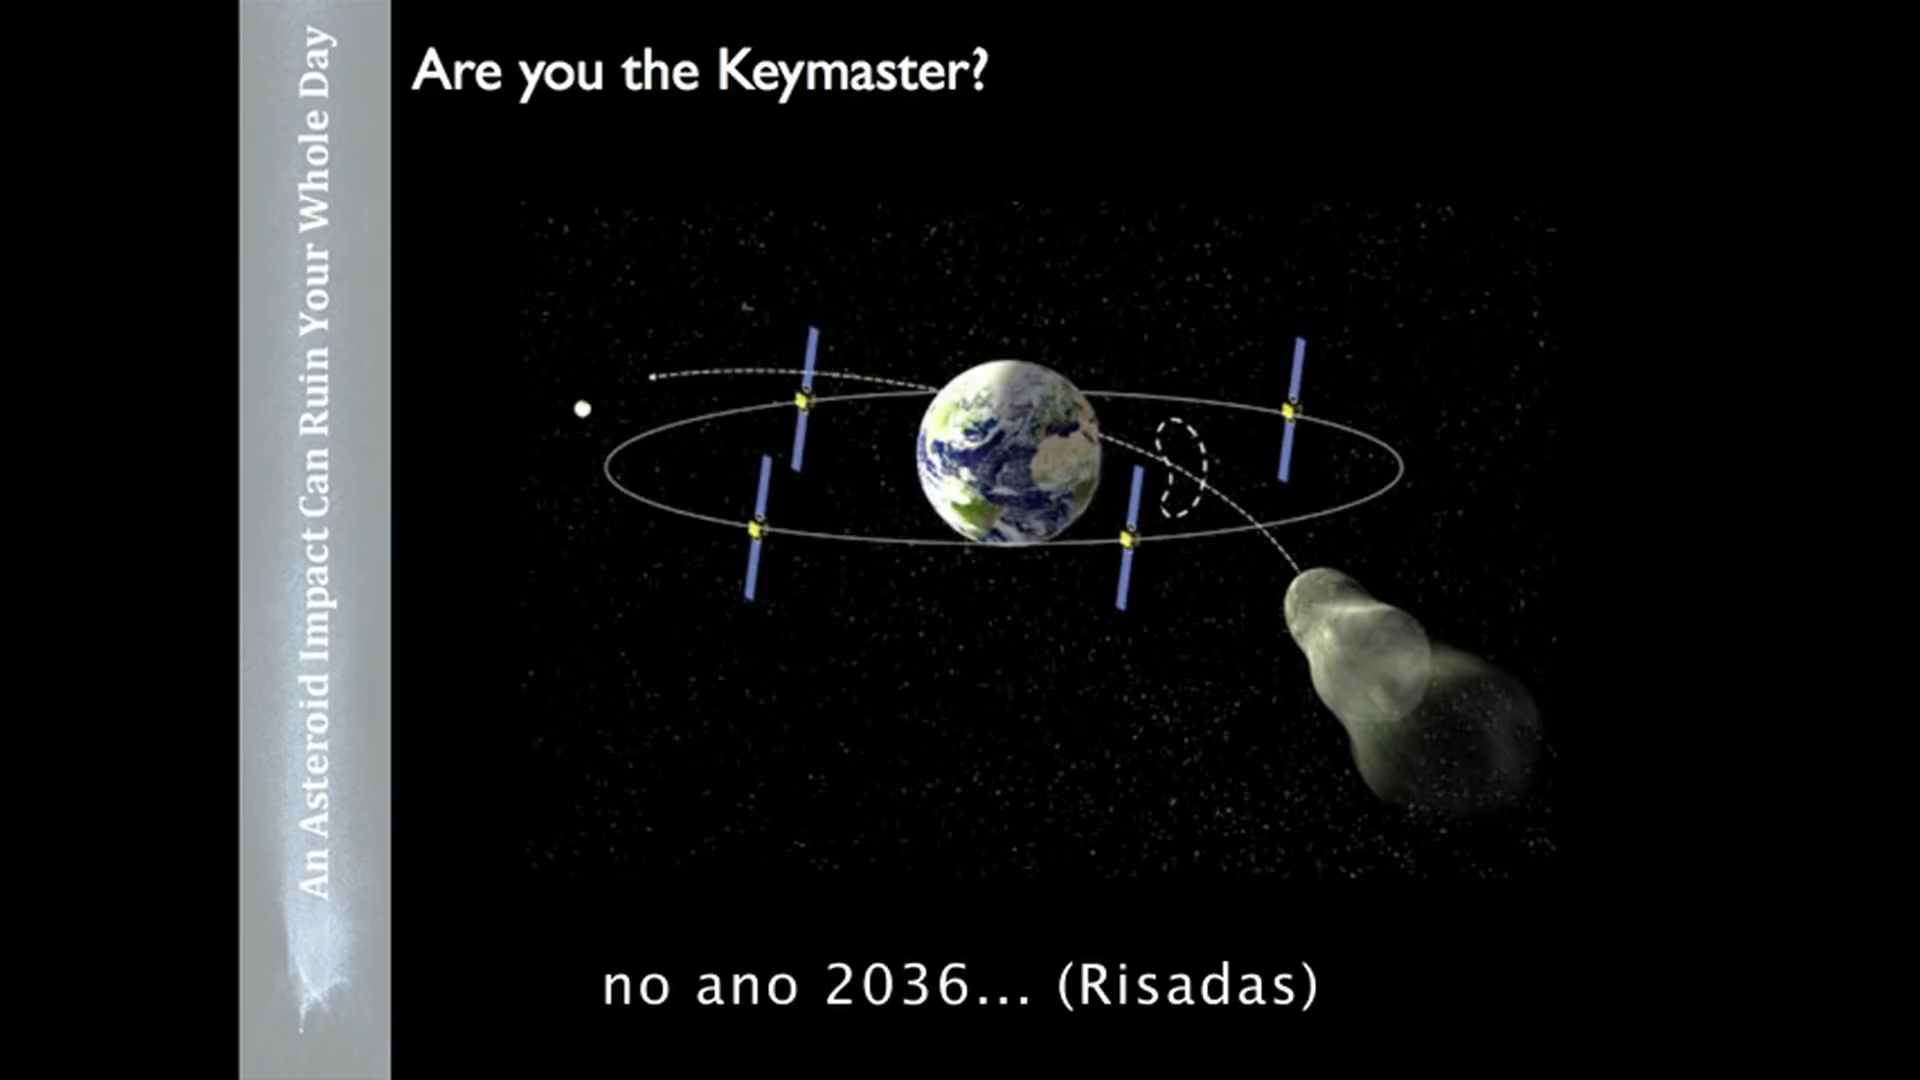 An Asteroid Impact Can Ruin Your Whole Day
Are you the Keymaster?
no ano 2036... (Risadas)